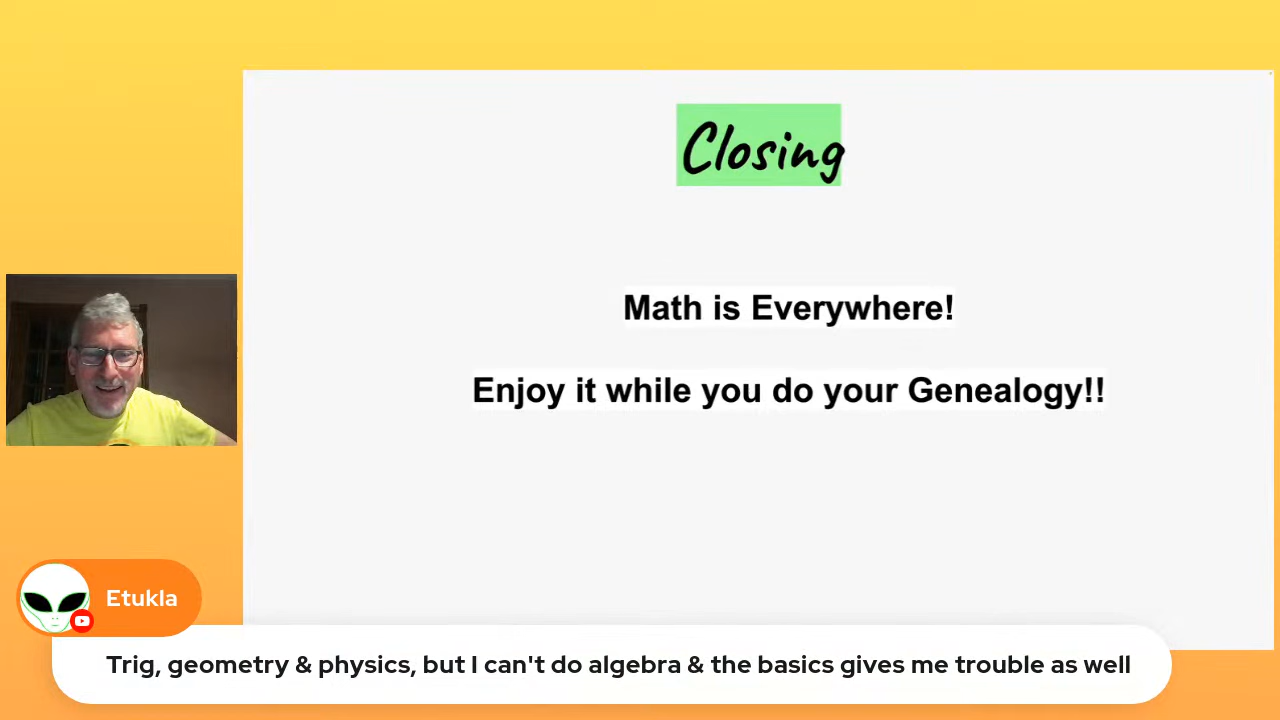 Closing
Math is Everywhere!
Enjoy it while you do your Genealogy!!
Etukla
Trig, geometry & physics, but I can't do algebra & the basics gives me trouble as well